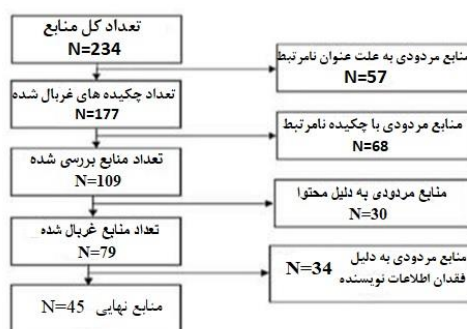 تعداد کل منابع
N=234
منابع مردودی به علت عنوان نامرتبط
N=57
تعداد چکیده های غربال شده
N=177
منابع مردودی با چکیده نامرتبط
N=68
تعداد منابع بررسی شده
N=109
منابع مردودی به دلیل محتوا
N=30
تعداد منابع غربال شده
N=79
منابع مردودی به دلیل
فقدان اطلاعات نویسنده N=34
منابع نهایی N=45